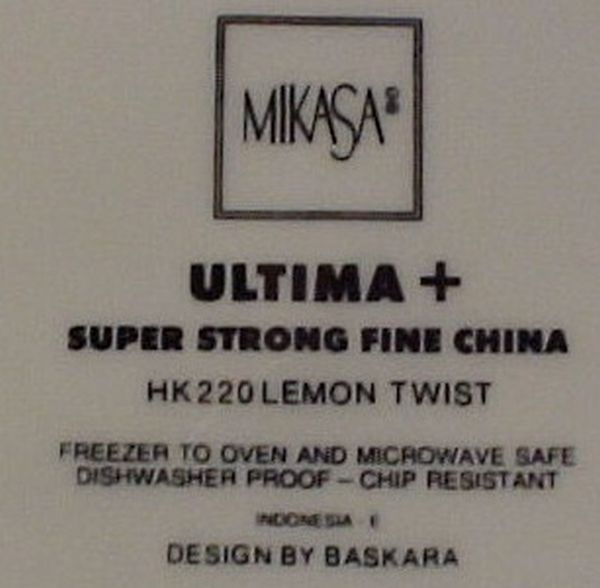 MIKASA
ULTIMA +
SUPER STRONG FINE CHINA
HK220 LEMON TWIST
FREEZER TO OVEN AND MICROWAVE SAFE
DISHWASHER PROOF – CHIP RESISTANT
INDONESIA
DESIGN BY BASKARA